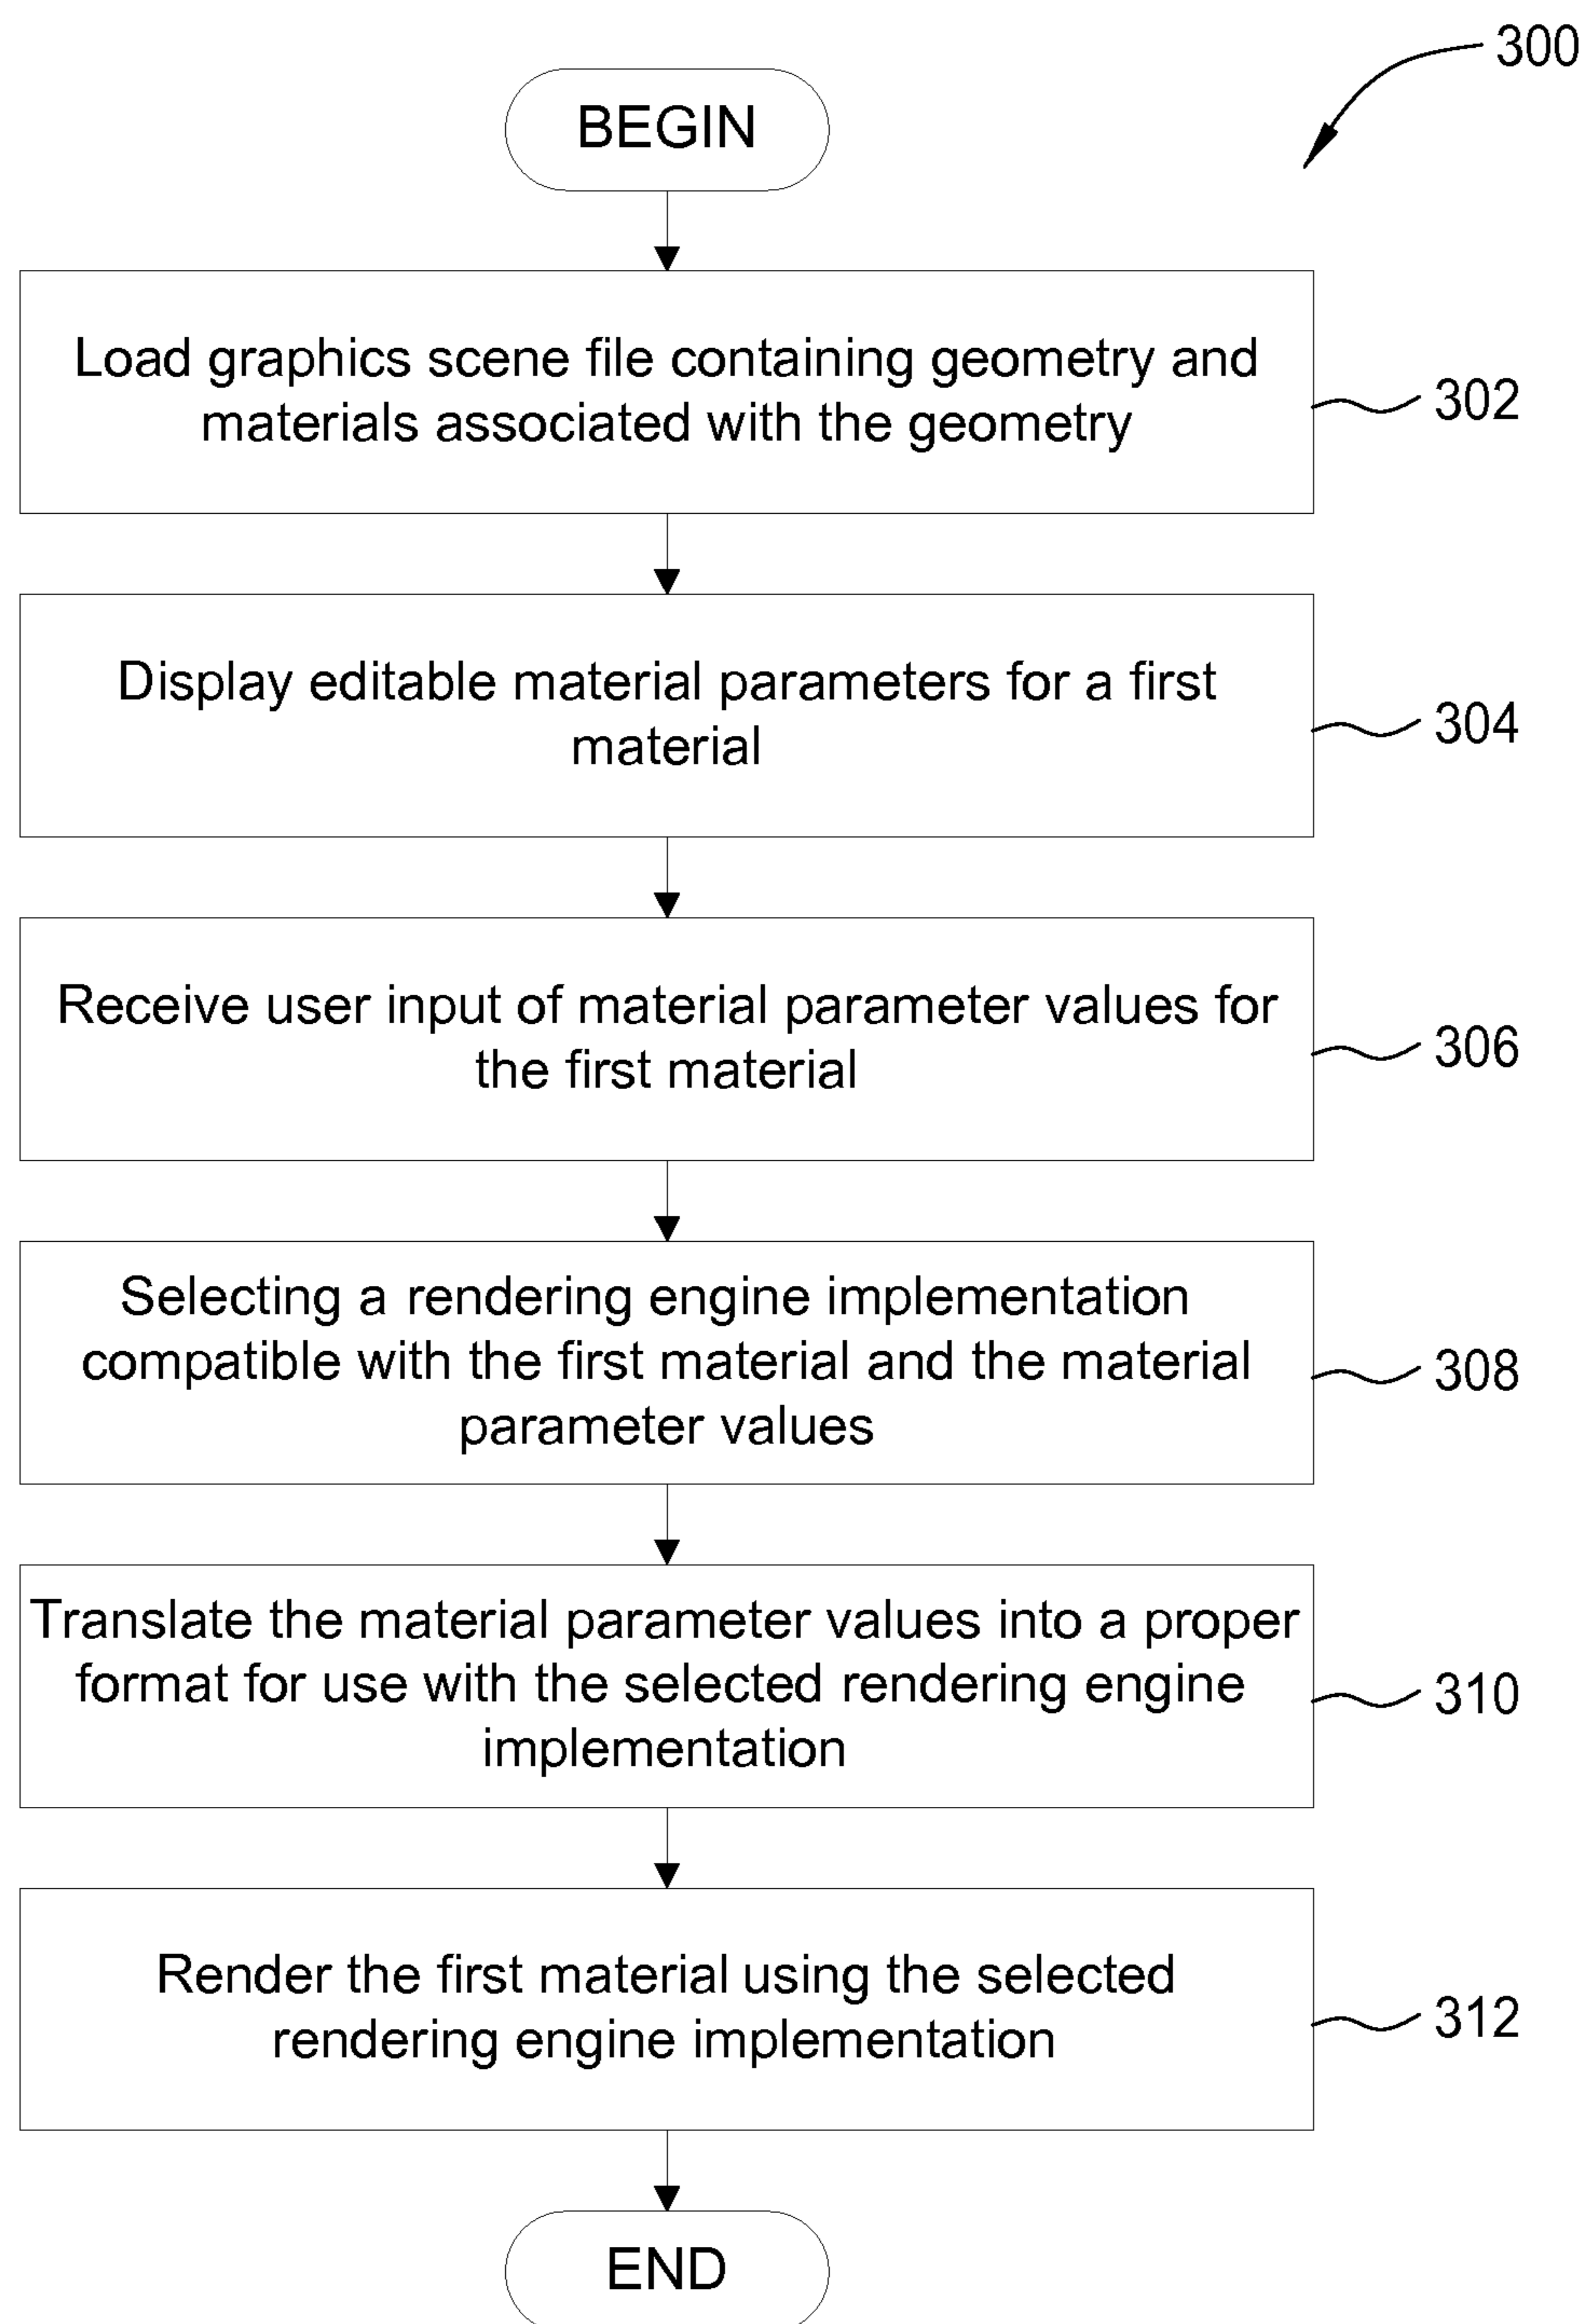 300
BEGIN
Load graphics scene file containing geometry and
materials associated with the geometry
302
Display editable material parameters for a first
material
304
Receive user input of material parameter values for
the first material
306
Selecting a rendering engine implementation
compatible with the first material and the material
parameter values
308
Translate the material parameter values into a proper
format for use with the selected rendering engine
implementation
310
Render the first material using the selected
rendering engine implementation
312
END